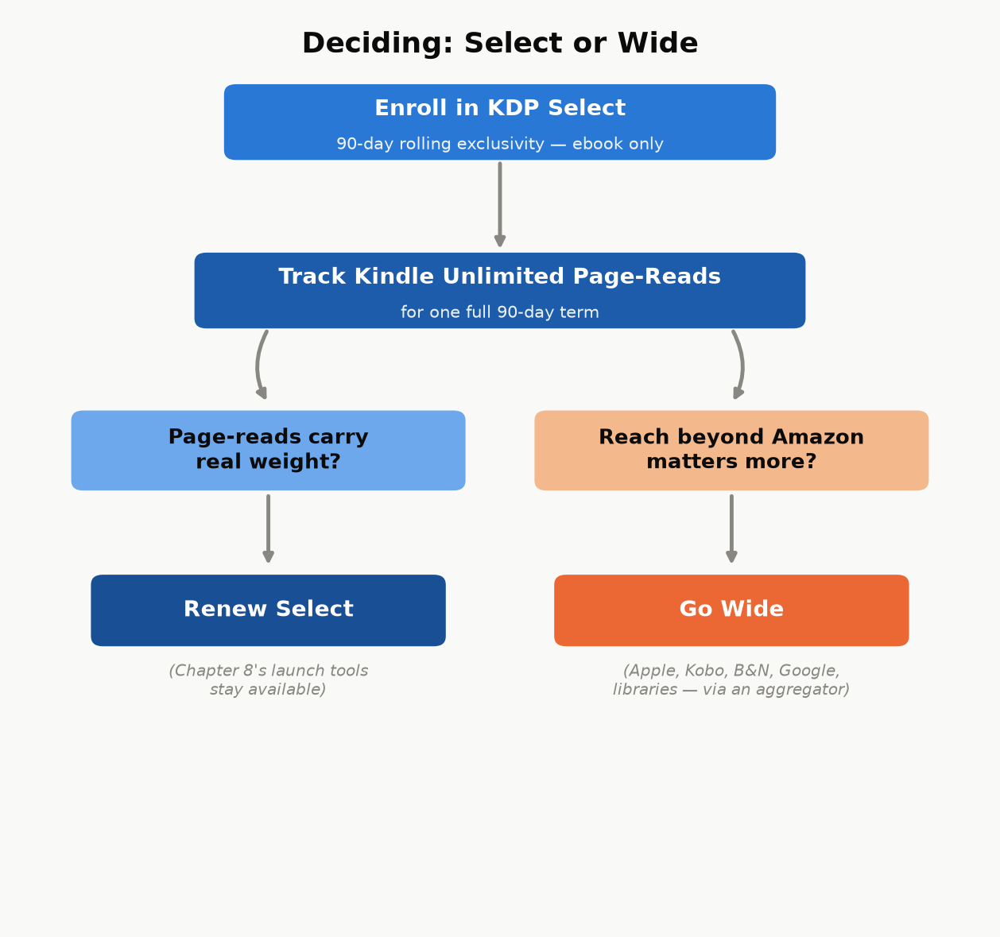 Deciding: Select or Wide
Enroll in KDP Select
90-day rolling exclusivity — ebook only
Track Kindle Unlimited Page-Reads
for one full 90-day term
Page-reads carry
real weight?
Reach beyond Amazon
matters more?
Renew Select
Go Wide
(Chapter 8's launch tools
stay available)
(Apple, Kobo, B&N, Google,
libraries — via an aggregator)